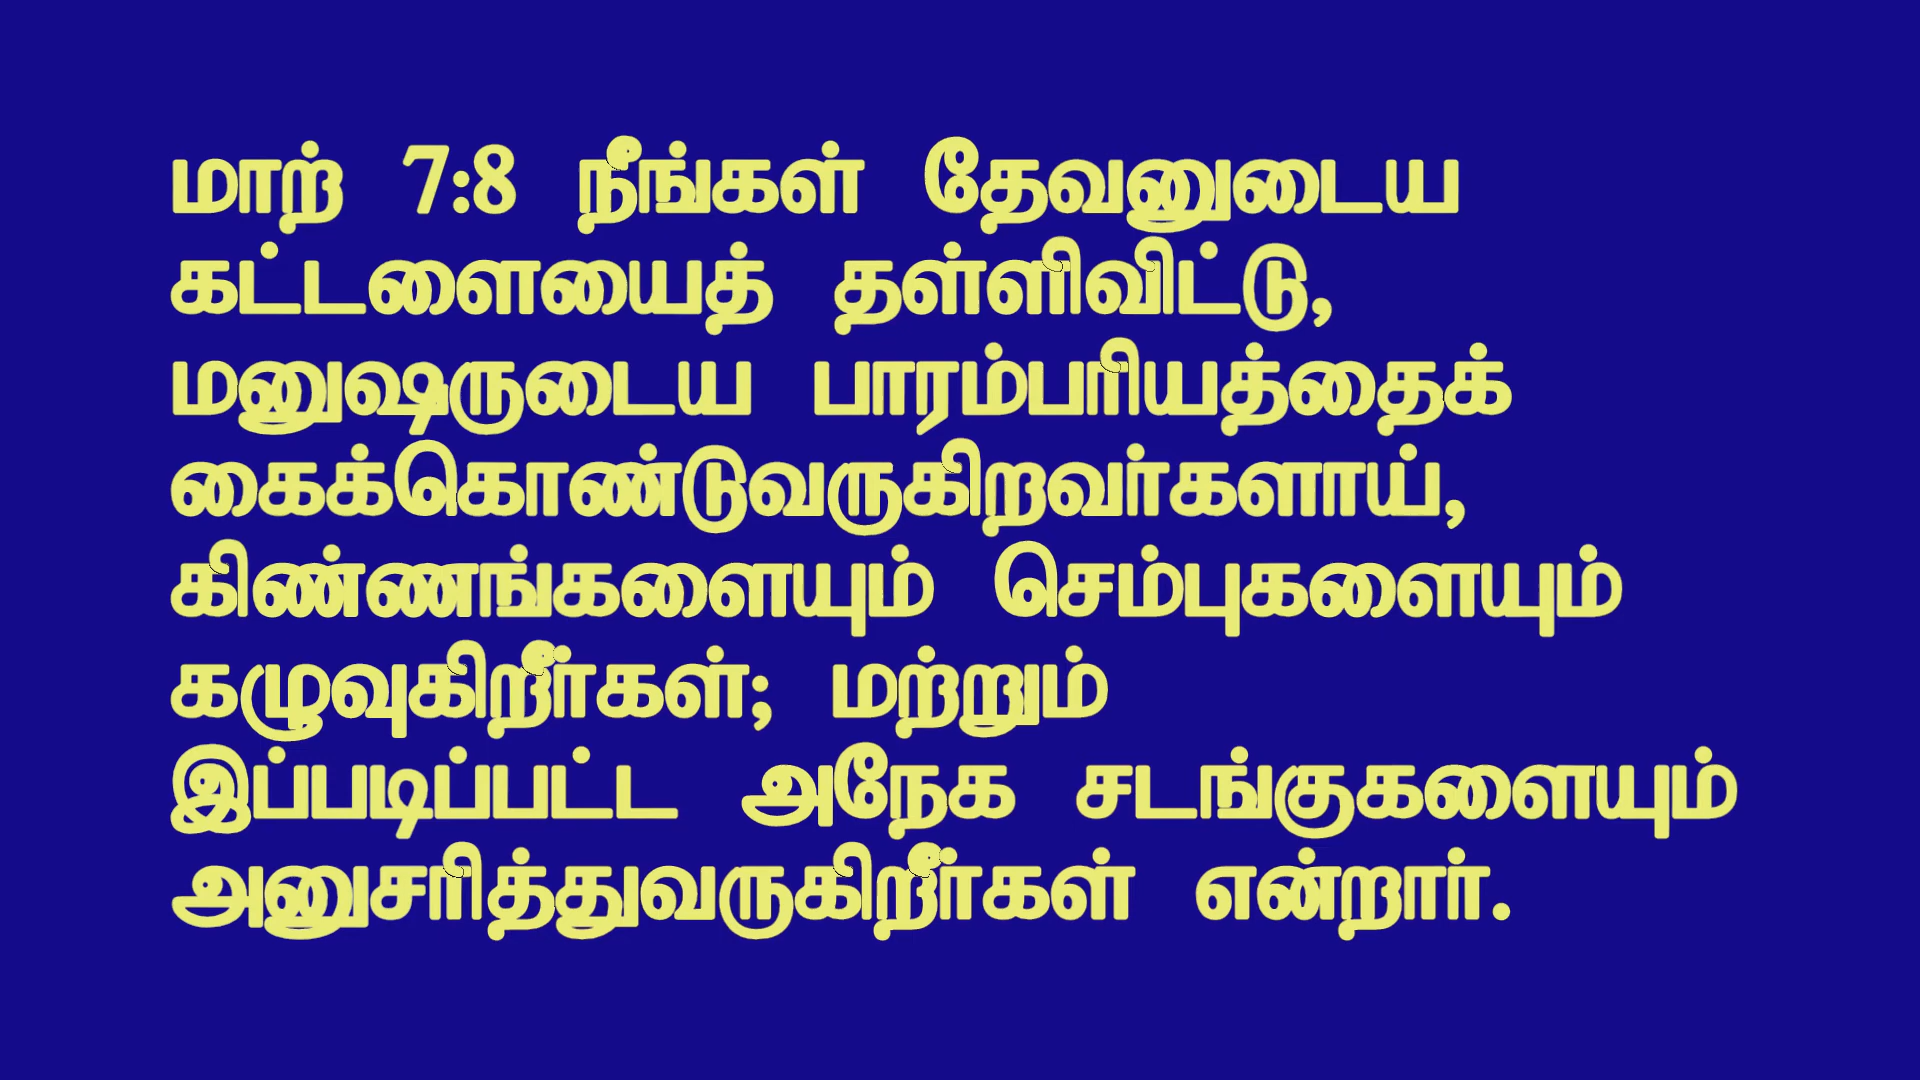 மாற் 7:8 நீங்கள் தேவனுடைய
கட்டளையைத் தள்ளிவிட்டு,
மனுஷருடைய பாரம்பரியத்தைக்
கைக்கொண்டுவருகிறவர்களாய்,
கிண்ணங்களையும் செம்புகளையும்
கழுவுகிறீர்கள்; மற்றும்
இப்படிப்பட்ட அநேக சடங்குகளையும்
அனுசரித்துவருகிறீர்கள் என்றார்.